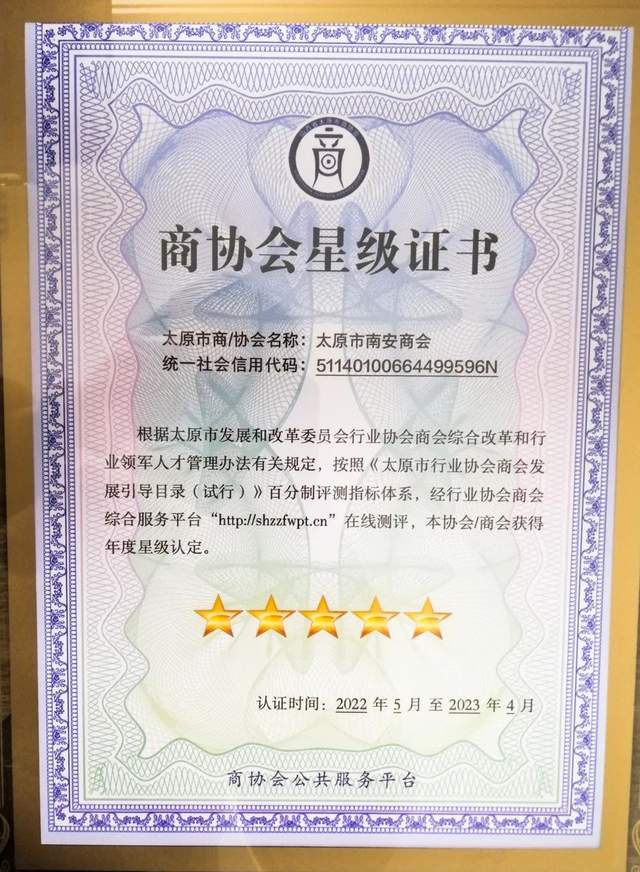 商
商协会星级证书
太原市商/协会名称：太原市南安商会
统一社会信用代码：51140100664499596N
根据太原市发展和改革委员会行业协会商会综合改革和行
业领军人才管理办法有关规定，按照《太原市行业协会商会发
展引导目录（试行）》百分制评测指标体系，经行业协会商会
综合服务平台“http://shzzfwpt.cn”在线测评，本协会/商会获得
年度星级认定。
认证时间：2022 年 5 月 至 2023 年 4 月
商协会公共服务平台